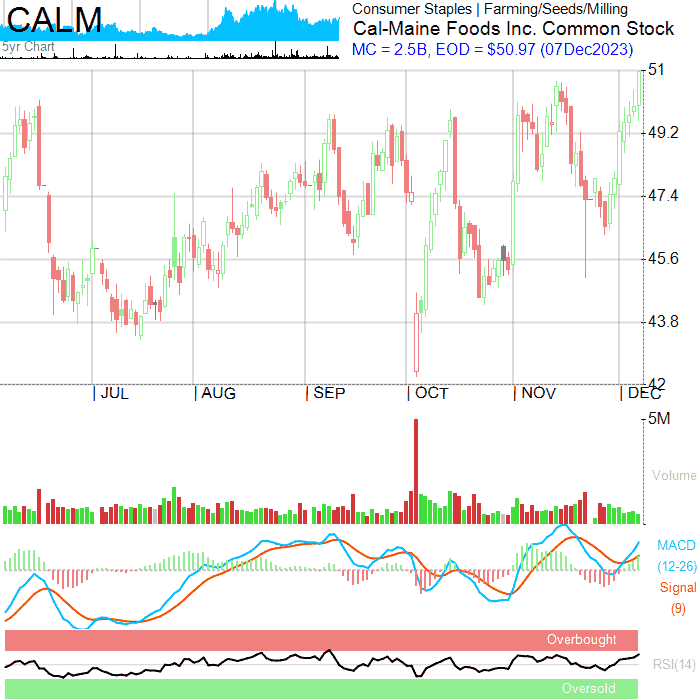 CALM
5yr Chart
Consumer Staples | Farming/Seeds/Milling
Cal-Maine Foods Inc. Common Stock
MC = 2.5B, EOD = $50.97 (07Dec2023)
51
49.2
47.4
45.6
43.8
42
| JUL | AUG | SEP | OCT | NOV | DEC
5M
Volume
MACD
(12-26)
Signal
(9)
Overbought
RSI(14)
Oversold